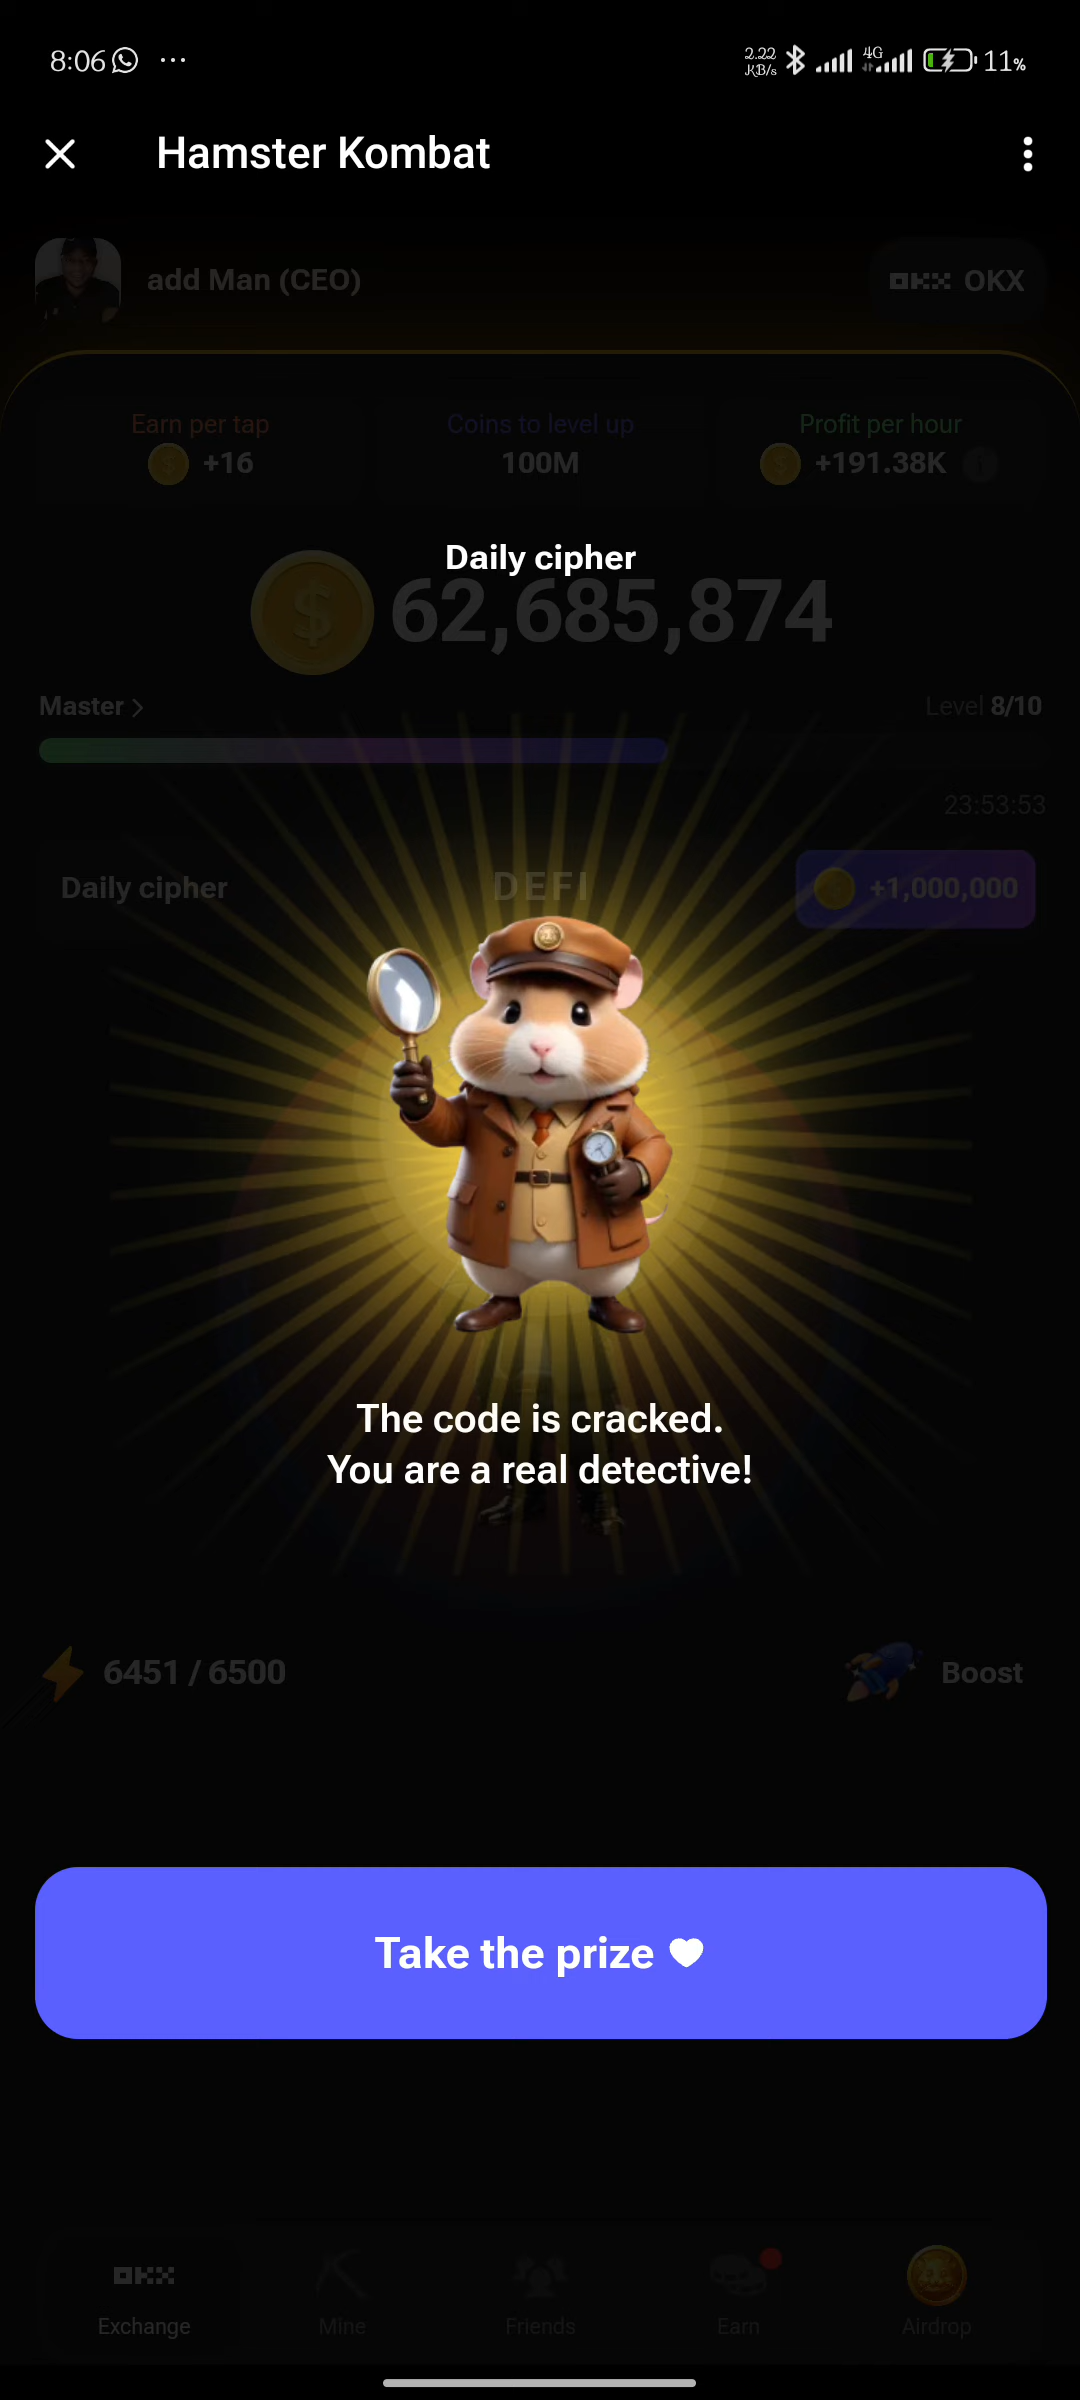 8:06 ... 2.22 KB/s 4G 11%
Hamster Kombat
add Man (CEO) OKX
Earn per tap Coins to level up Profit per hour
+16 100M +191.38K
Daily cipher
62,685,874
Master > Level 8/10
23:53:53
Daily cipher DEFI +1,000,000
The code is cracked.
You are a real detective!
6451 / 6500 Boost
Take the prize
Exchange Mine Friends Earn Airdrop